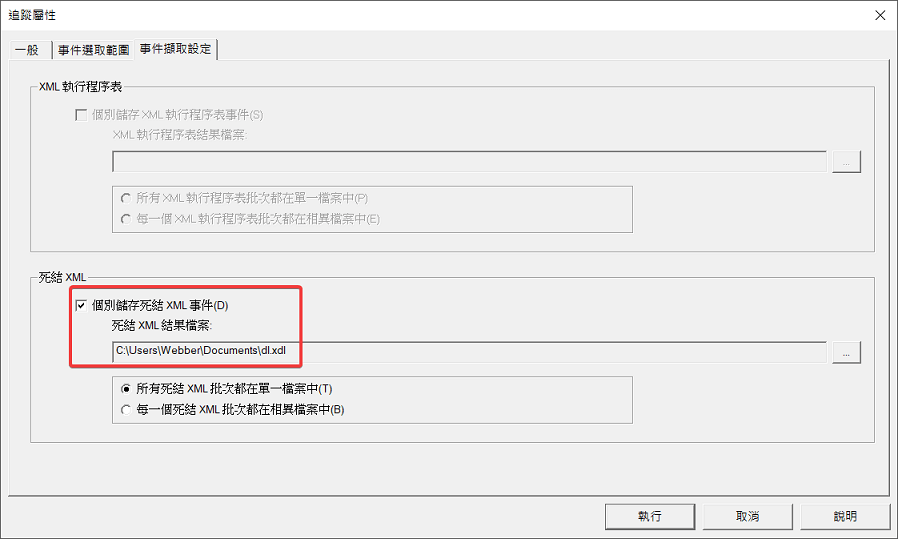 追蹤屬性
一般 事件選取範圍 事件擷取設定
XML 執行程序表
個別儲存 XML 執行程序表事件(S)
XML 執行程序表結果檔案:
...
所有 XML 執行程序表批次都在單一檔案中(P)
每一個 XML 執行程序表批次都在相異檔案中(E)
死結 XML
個別儲存死結 XML 事件(D)
死結 XML 結果檔案:
C:\Users\Webber\Documents\dl.xdl ...
所有死結 XML 批次都在單一檔案中(T)
每一個死結 XML 批次都在相異檔案中(B)
執行 取消 說明